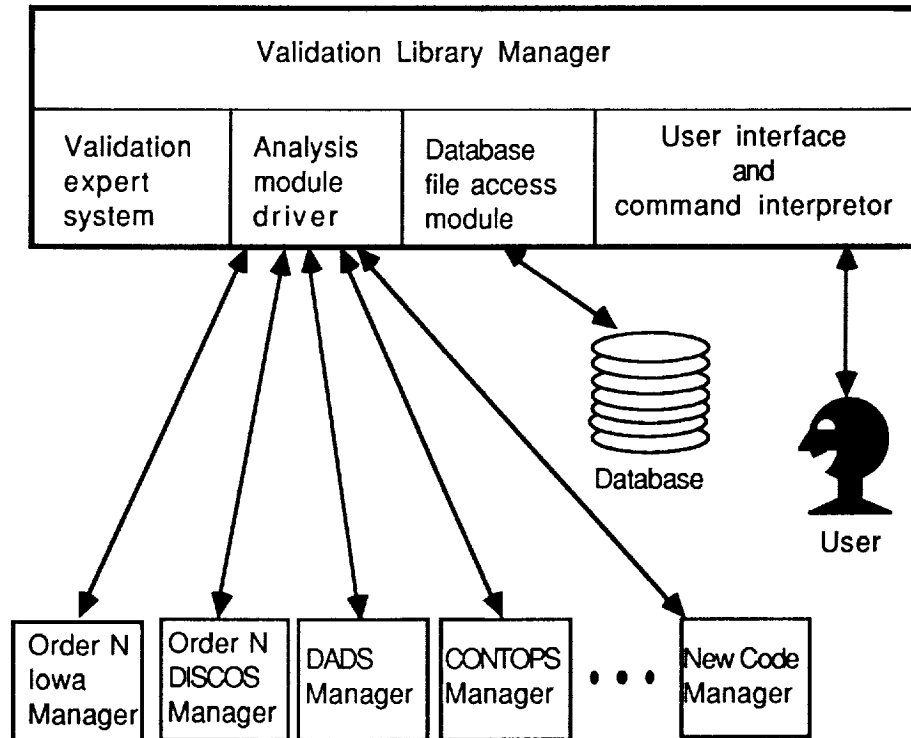 Validation Library Manager
Validation
expert
system
Analysis
module
driver
Database
file access
module
User interface
and
command interpretor
Database
User
Order N
Iowa
Manager
Order N
DISCOS
Manager
DADS
Manager
CONTOPS
Manager
• • •
New Code
Manager